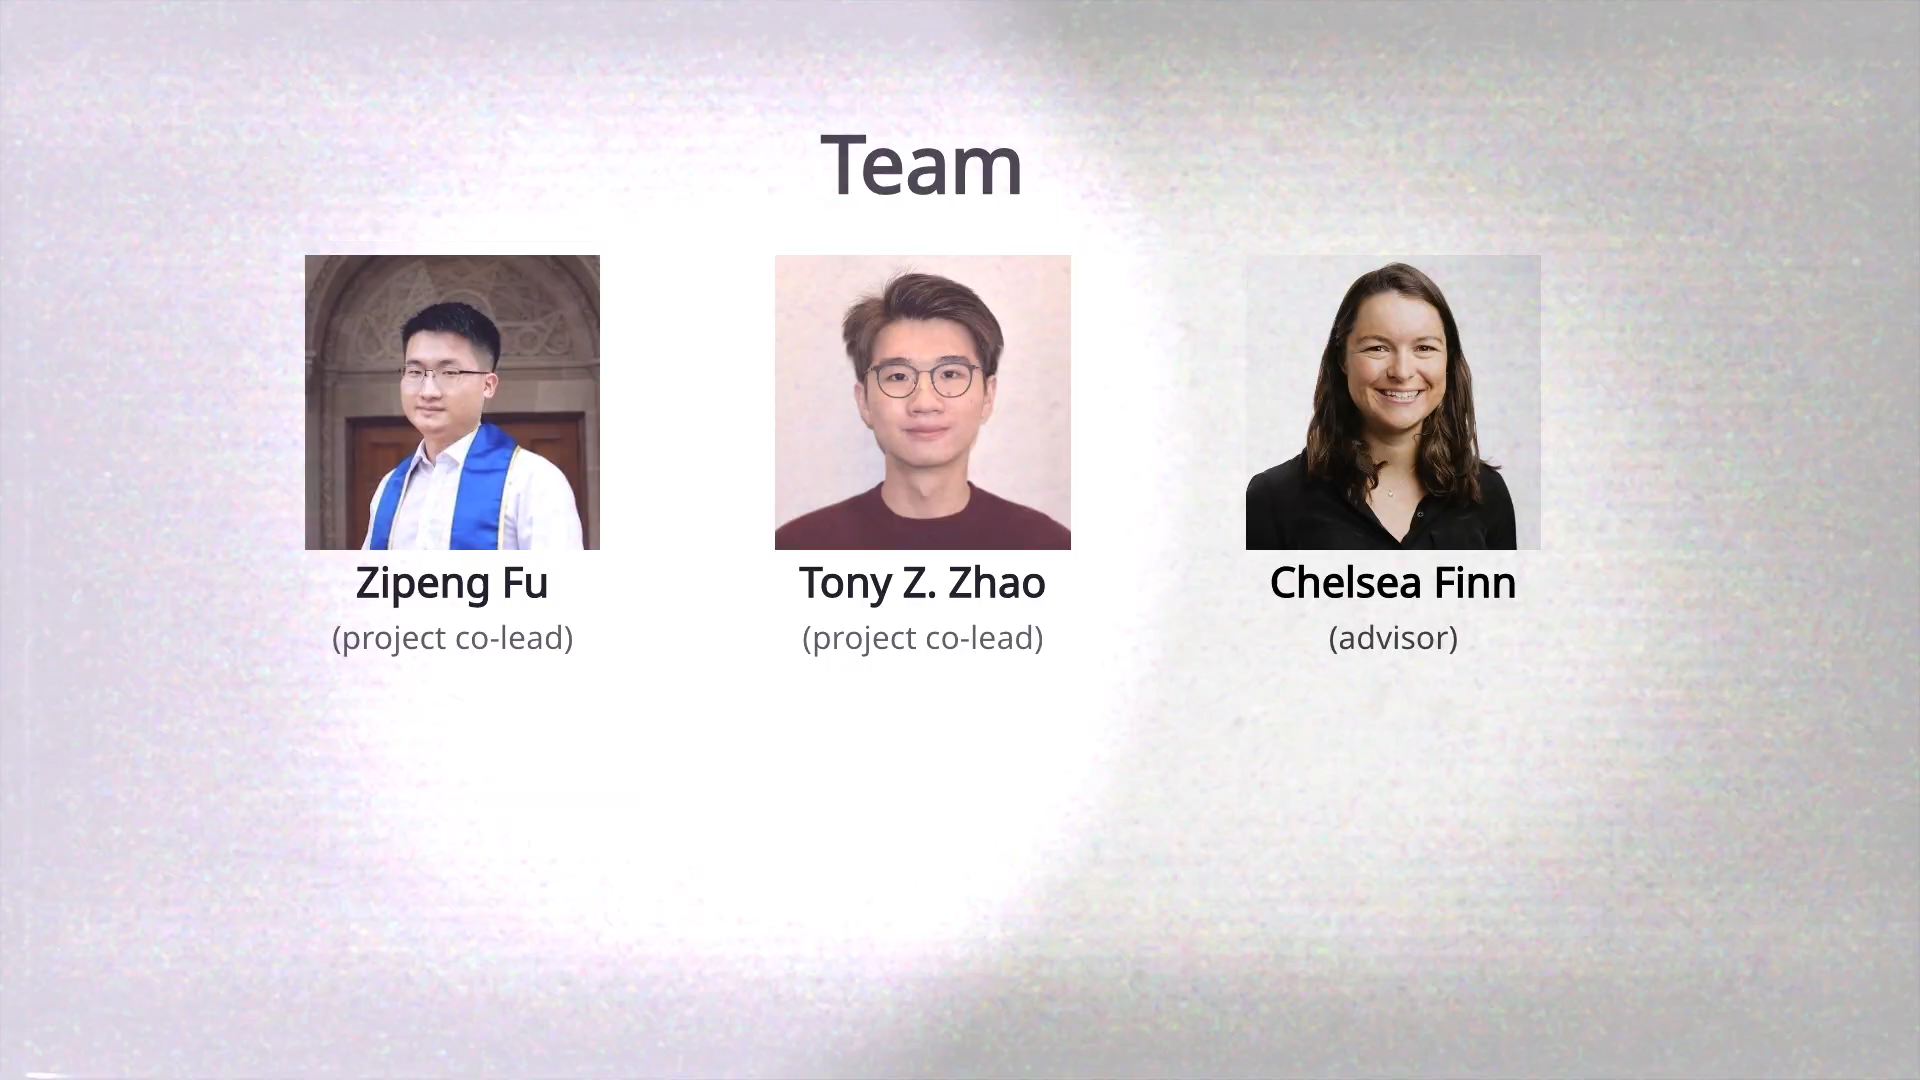 Team
Zipeng Fu
Tony Z. Zhao
Chelsea Finn
(project co-lead)
(project co-lead)
(advisor)